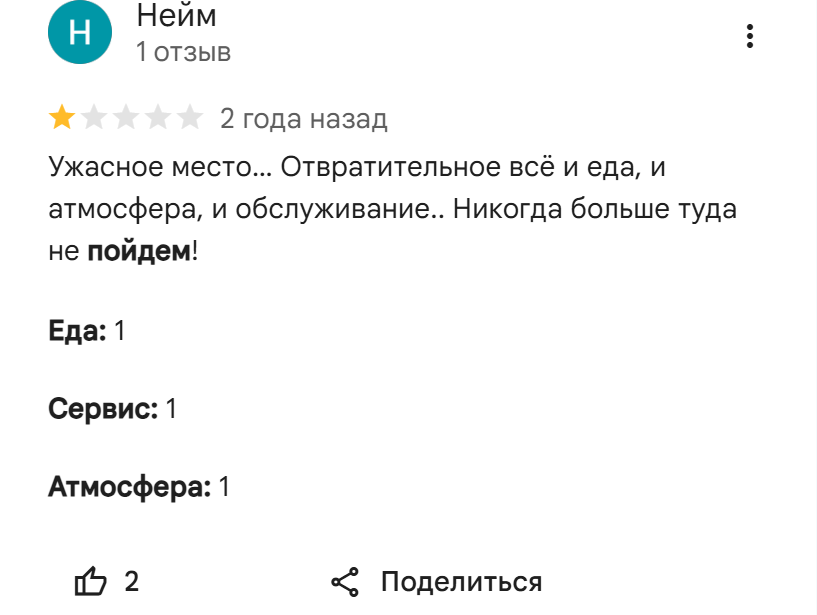 Н
Нейм
1 отзыв
2 года назад
Ужасное место... Отвратительное всё и еда, и
атмосфера, и обслуживание.. Никогда больше туда
не пойдем!
Еда: 1
Сервис: 1
Атмосфера: 1
2
Поделиться